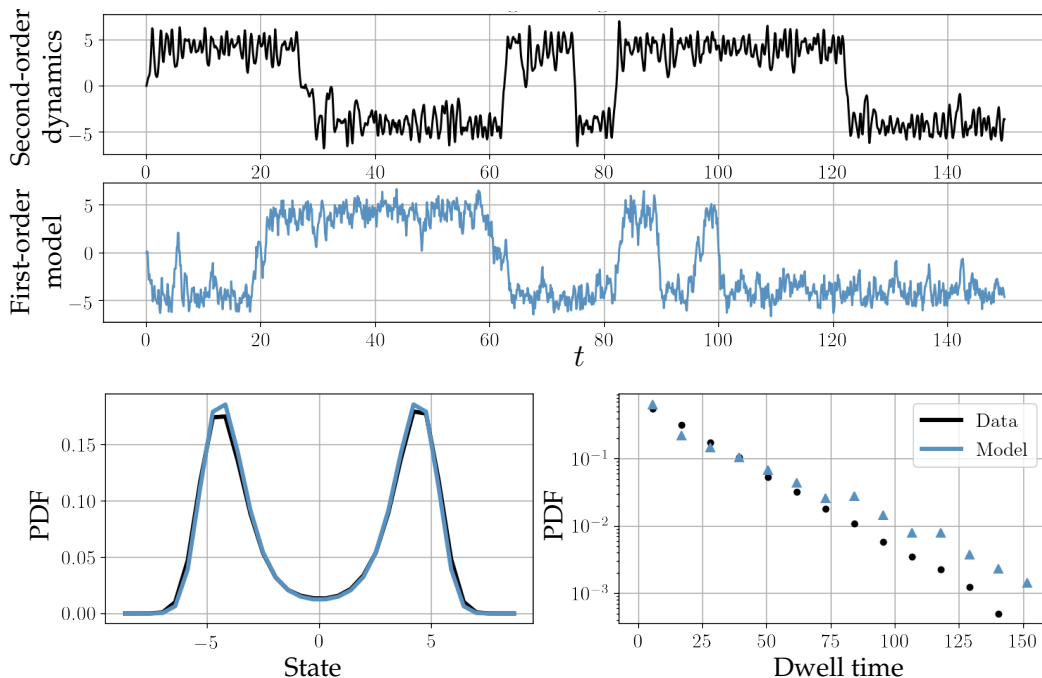 Second-order
dynamics
5
0
−5
0 20 40 60 80 100 120 140
First-order
model
5
0
−5
0 20 40 60 80 100 120 140
t
PDF
0.15
0.10
0.05
0.00
−5 0 5
State
PDF
10⁻¹
10⁻²
10⁻³
Data
Model
0 25 50 75 100 125 150
Dwell time